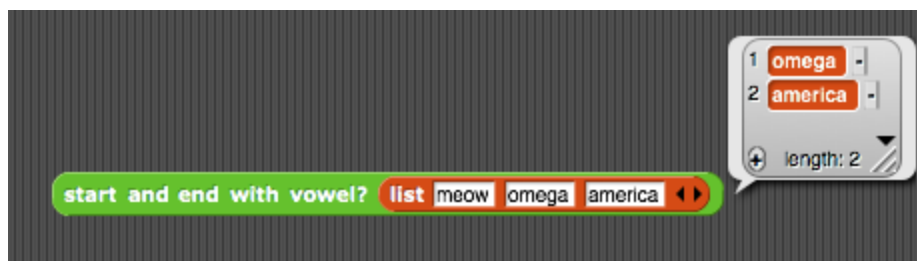 1 omega -
2 america -
+ length: 2
start and end with vowel? list meow omega america